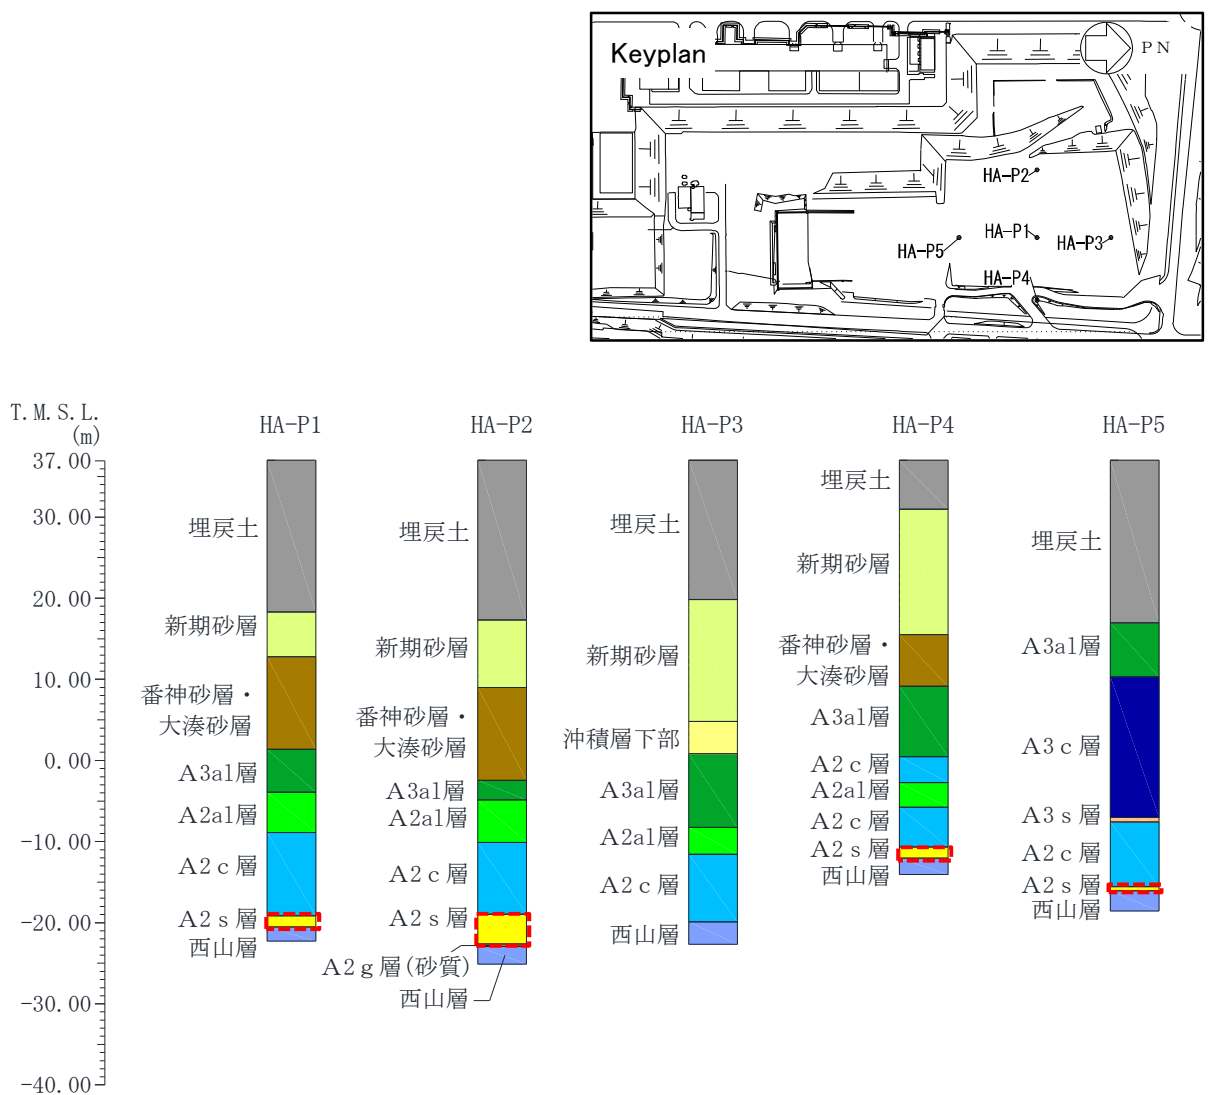 Keyplan
PN
HA-P2
HA-P1
HA-P3
HA-P5
HA-P4
T.M.S.L.
(m)
37.00
30.00
20.00
10.00
0.00
-10.00
-20.00
-30.00
-40.00
HA-P1
埋戻土
新期砂層
番神砂層・
大湊砂層
A3al層
A2al層
A2c層
A2s層
西山層
HA-P2
埋戻土
新期砂層
番神砂層・
大湊砂層
A3al層
A2al層
A2c層
A2s層
A2g層(砂質)
西山層
HA-P3
埋戻土
新期砂層
沖積層下部
A3al層
A2al層
A2c層
西山層
HA-P4
埋戻土
新期砂層
番神砂層・
大湊砂層
A3al層
A2c層
A2al層
A2c層
A2s層
西山層
HA-P5
埋戻土
A3al層
A3c層
A3s層
A2c層
A2s層
西山層